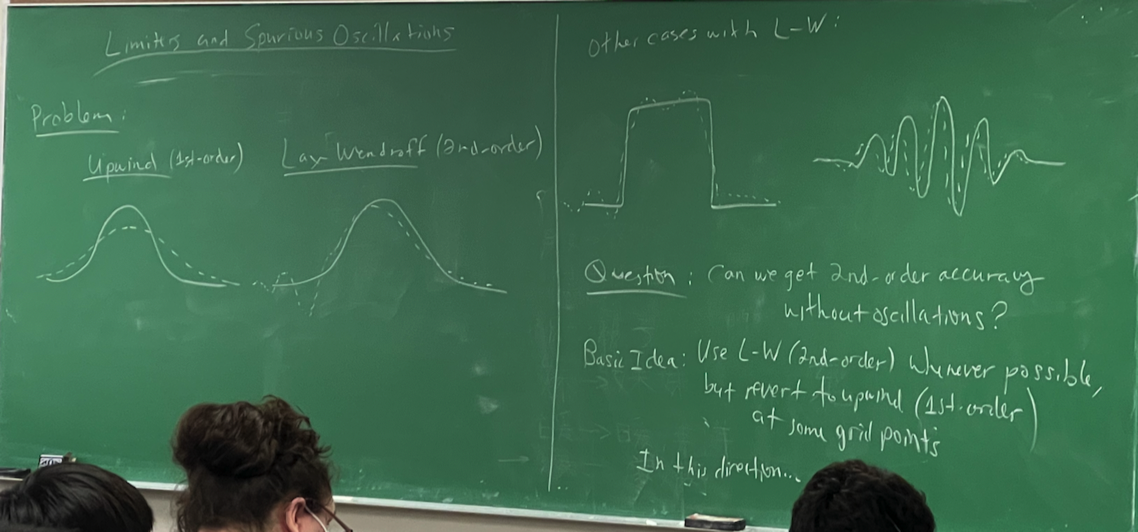 Limiters and Spurious Oscillations
Problem:
Upwind (1st-order)
Lax-Wendroff (2nd-order)
Other cases with L-W:
Question: Can we get 2nd-order accuracy
without oscillations?
Basic Idea: Use L-W (2nd-order) whenever possible,
but revert to upwind (1st-order)
at some grid points
In this direction...